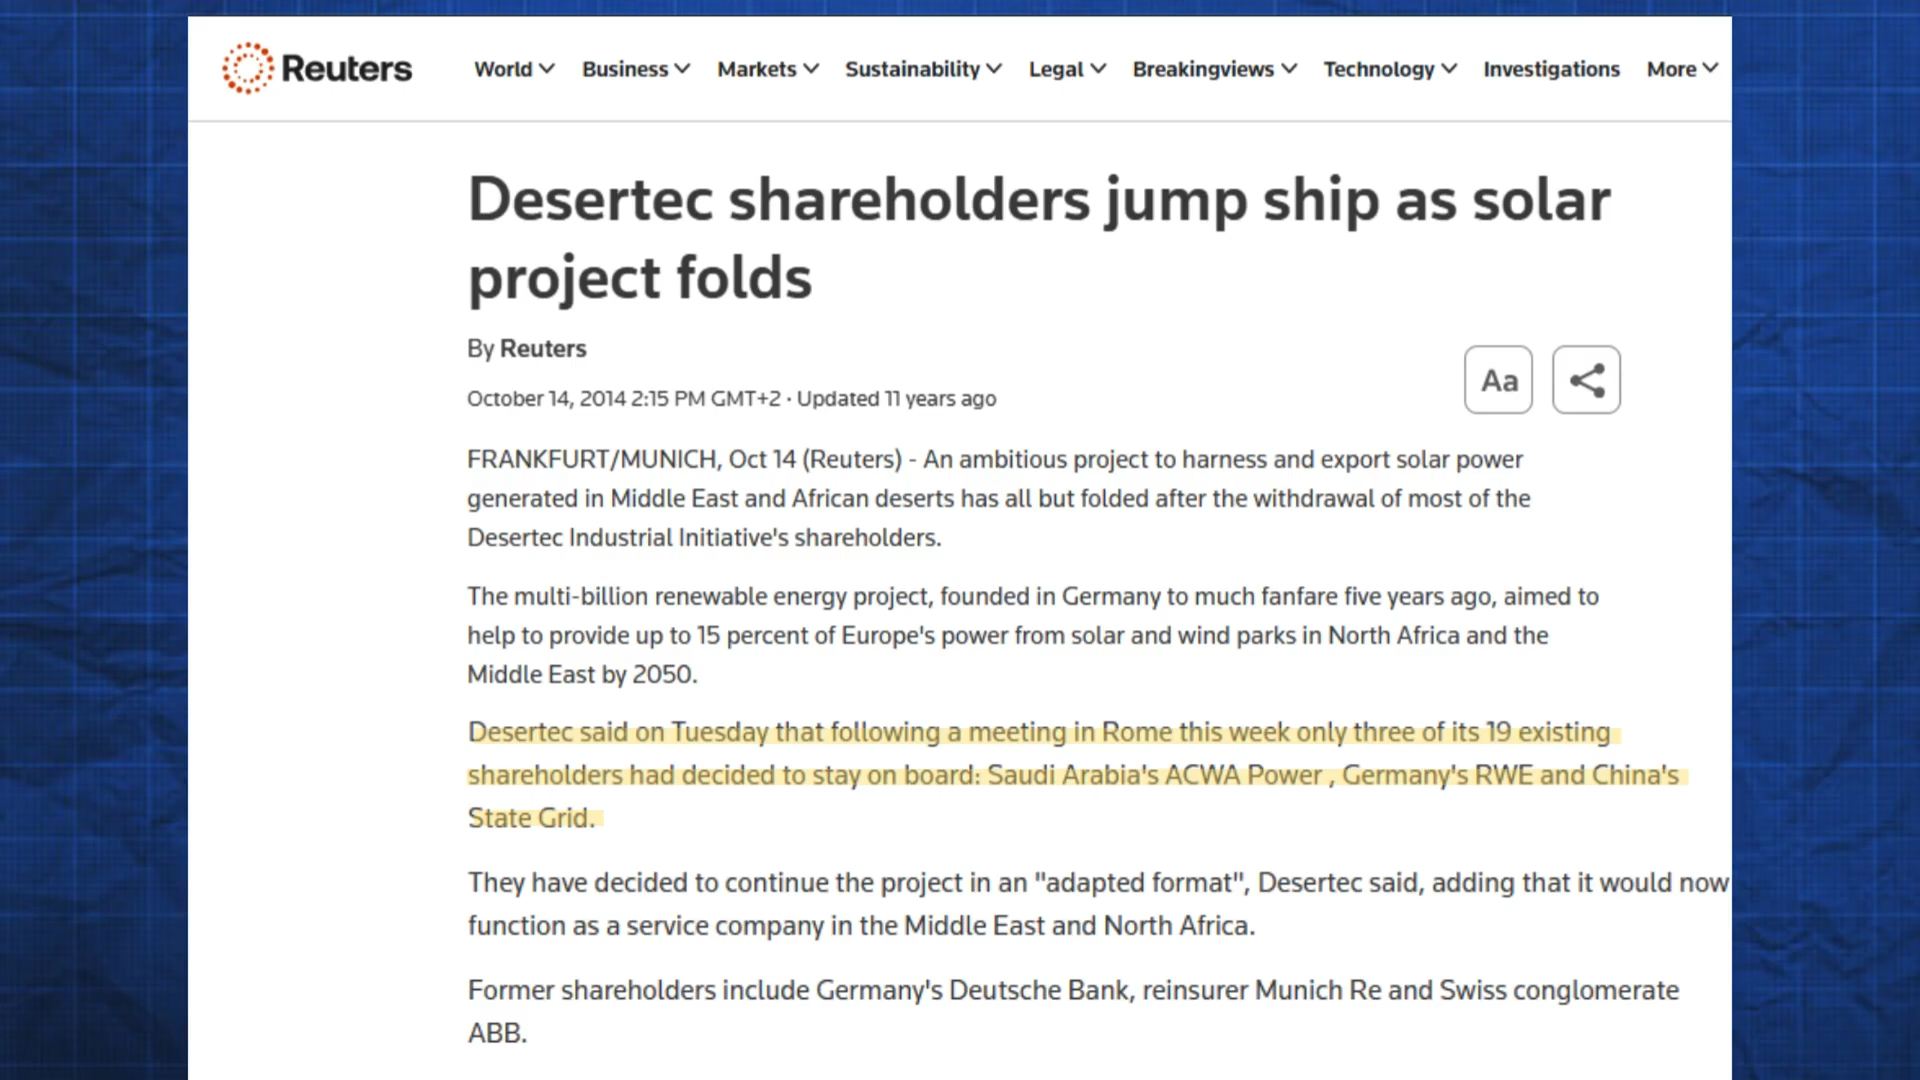 Reuters
World Business Markets Sustainability Legal Breakingviews Technology Investigations More
Desertec shareholders jump ship as solar
project folds
By Reuters
October 14, 2014 2:15 PM GMT+2 · Updated 11 years ago
Aa
FRANKFURT/MUNICH, Oct 14 (Reuters) - An ambitious project to harness and export solar power
generated in Middle East and African deserts has all but folded after the withdrawal of most of the
Desertec Industrial Initiative's shareholders.
The multi-billion renewable energy project, founded in Germany to much fanfare five years ago, aimed to
help to provide up to 15 percent of Europe's power from solar and wind parks in North Africa and the
Middle East by 2050.
Desertec said on Tuesday that following a meeting in Rome this week only three of its 19 existing
shareholders had decided to stay on board: Saudi Arabia's ACWA Power , Germany's RWE and China's
State Grid.
They have decided to continue the project in an "adapted format", Desertec said, adding that it would now
function as a service company in the Middle East and North Africa.
Former shareholders include Germany's Deutsche Bank, reinsurer Munich Re and Swiss conglomerate
ABB.